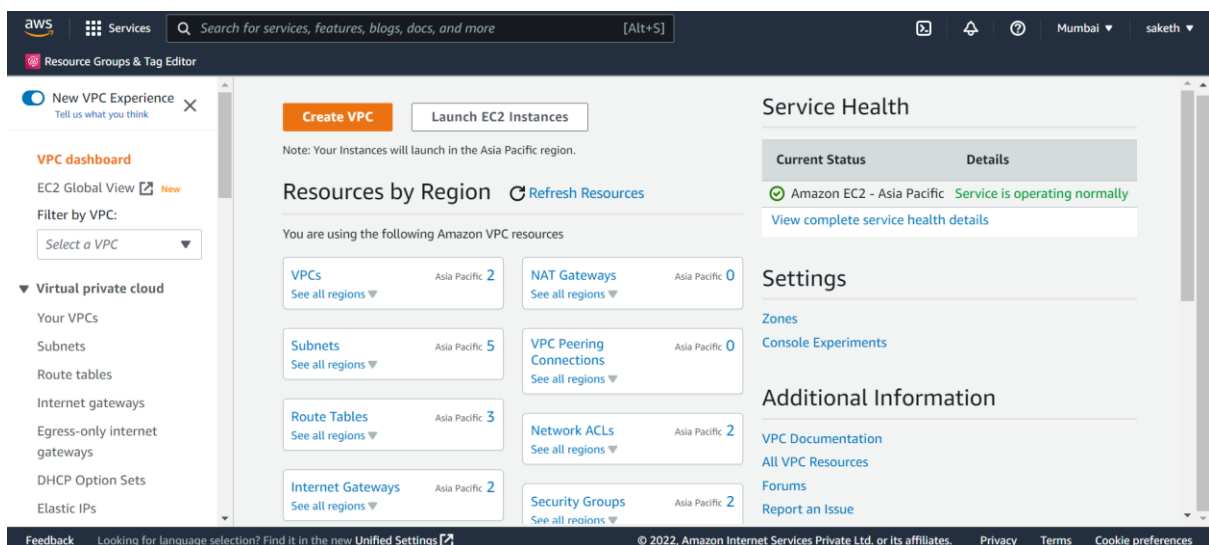 aws
Services
Search for services, features, blogs, docs, and more [Alt+S]
Mumbai
saketh
Resource Groups & Tag Editor
New VPC Experience
Tell us what you think
VPC dashboard
EC2 Global View New
Filter by VPC:
Select a VPC
Virtual private cloud
Your VPCs
Subnets
Route tables
Internet gateways
Egress-only internet
gateways
DHCP Option Sets
Elastic IPs
Create VPC
Launch EC2 Instances
Note: Your Instances will launch in the Asia Pacific region.
Resources by Region Refresh Resources
You are using the following Amazon VPC resources
VPCs Asia Pacific 2
See all regions
NAT Gateways Asia Pacific 0
See all regions
Subnets Asia Pacific 5
See all regions
VPC Peering
Connections Asia Pacific 0
See all regions
Route Tables Asia Pacific 3
See all regions
Network ACLs Asia Pacific 2
See all regions
Internet Gateways Asia Pacific 2
See all regions
Security Groups Asia Pacific 2
See all regions
Service Health
Current Status Details
Amazon EC2 - Asia Pacific Service is operating normally
View complete service health details
Settings
Zones
Console Experiments
Additional Information
VPC Documentation
All VPC Resources
Forums
Report an Issue
Feedback Looking for language selection? Find it in the new Unified Settings © 2022, Amazon Internet Services Private Ltd. or its affiliates. Privacy Terms Cookie preferences